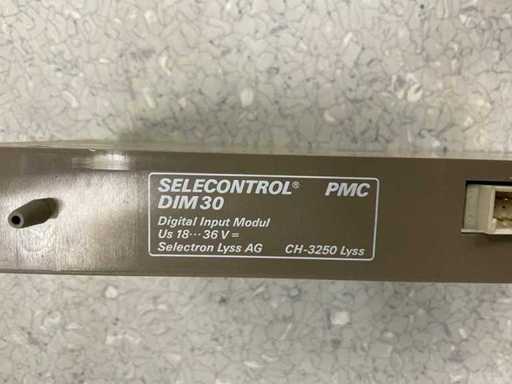 SELECONTROL® PMC
DIM 30
Digital Input Modul
Us 18···36 V =
Selectron Lyss AG CH-3250 Lyss